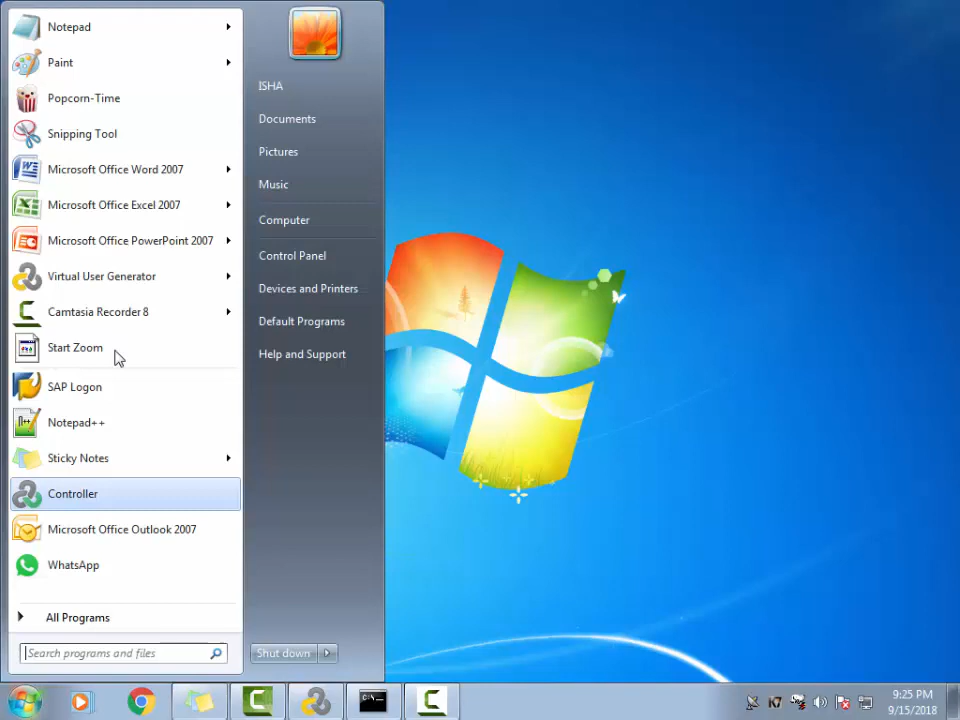 Notepad
Paint
Popcorn-Time
Snipping Tool
Microsoft Office Word 2007
Microsoft Office Excel 2007
Microsoft Office PowerPoint 2007
Virtual User Generator
Camtasia Recorder 8
Start Zoom
SAP Logon
Notepad++
Sticky Notes
Controller
Microsoft Office Outlook 2007
WhatsApp
All Programs
Search programs and files
ISHA
Documents
Pictures
Music
Computer
Control Panel
Devices and Printers
Default Programs
Help and Support
Shut down
9:25 PM
9/15/2018